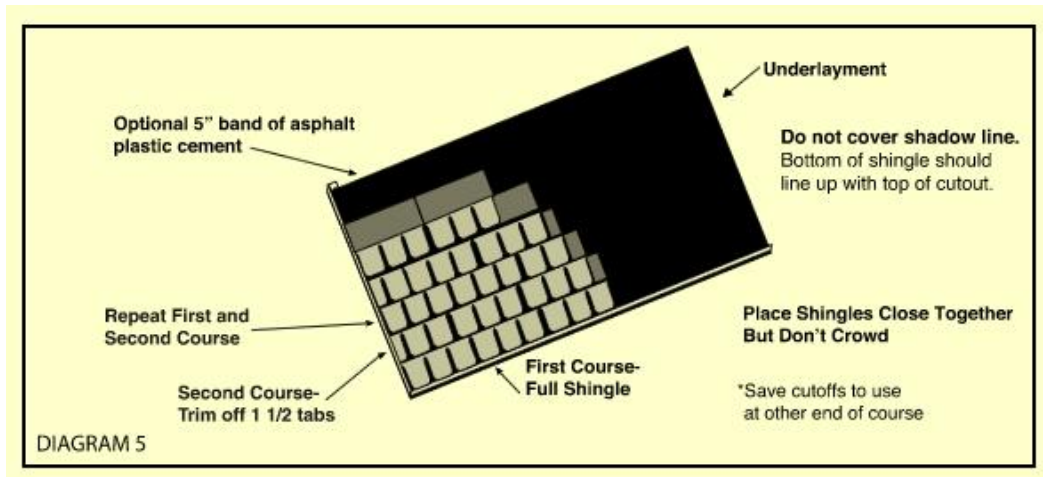 Underlayment
Optional 5” band of asphalt
plastic cement
Do not cover shadow line.
Bottom of shingle should
line up with top of cutout.
Repeat First and
Second Course
Place Shingles Close Together
But Don’t Crowd
First Course-
Full Shingle
Second Course-
Trim off 1 1/2 tabs
*Save cutoffs to use
at other end of course
DIAGRAM 5